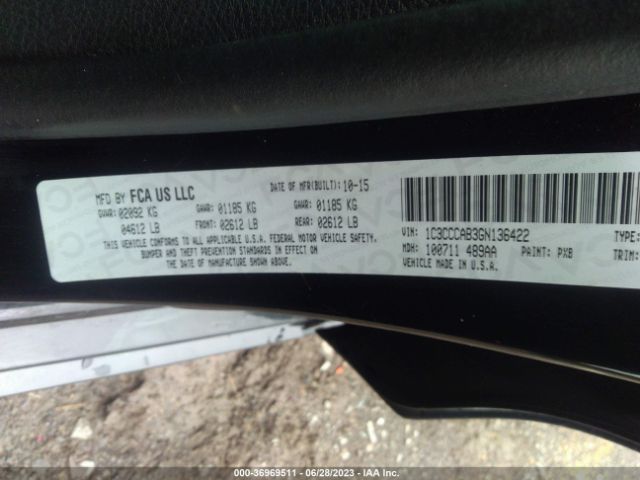 MFD BY FCA US LLC
DATE OF MFR(BUILT): 10-15
GVWR: 02092 KG GAWR: 01185 KG GAWR: 01185 KG
04612 LB FRONT: 02612 LB REAR: 02612 LB
THIS VEHICLE CONFORMS TO ALL APPLICABLE U.S.A. FEDERAL MOTOR VEHICLE SAFETY,
BUMPER AND THEFT PREVENTION STANDARDS IN EFFECT ON
THE DATE OF MANUFACTURE SHOWN ABOVE.
VIN: 1C3CCCAB3GN136422 TYPE:
MDH: 100711 489AA PAINT: PXB TRIM:
VEHICLE MADE IN U.S.A.
000-36969511 - 06/28/2023 - IAA Inc.